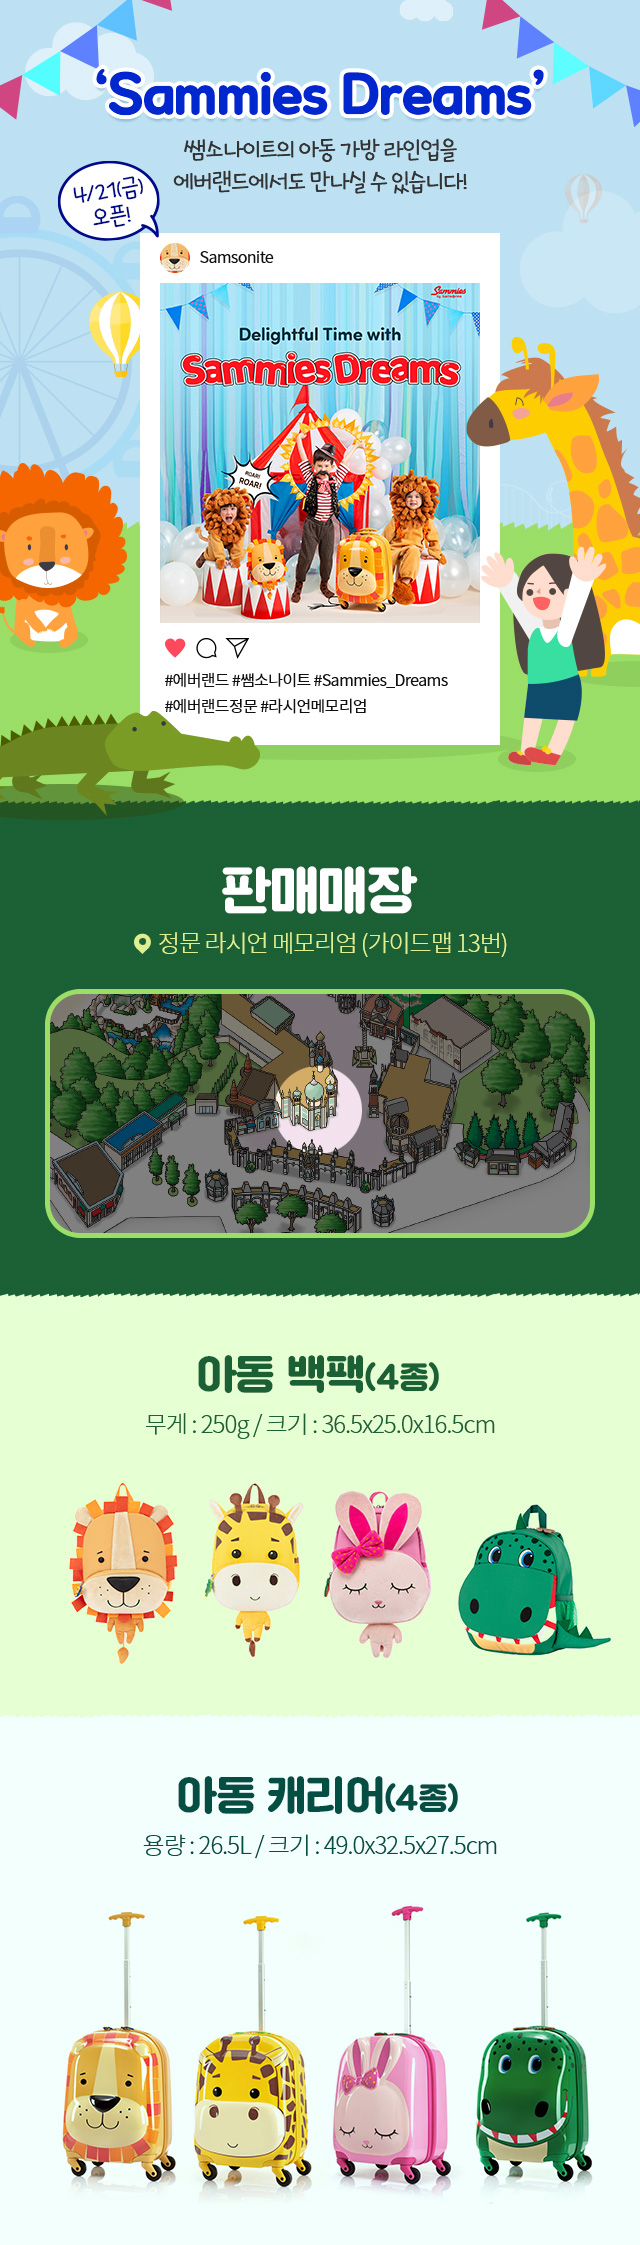 ‘Sammies Dreams’
쌤소나이트의 아동 가방 라인업을
에버랜드에서도 만나실 수 있습니다!
4/21(금)
오픈!
Samsonite
Sammies
by Samsonite
Delightful Time with
Sammies Dreams
ROAR!
ROAR!
#에버랜드 #쌤소나이트 #Sammies_Dreams
#에버랜드정문 #라시언메모리엄
판매매장
정문 라시언 메모리엄 (가이드맵 13번)
아동 백팩(4종)
무게 : 250g / 크기 : 36.5x25.0x16.5cm
아동 캐리어(4종)
용량 : 26.5L / 크기 : 49.0x32.5x27.5cm